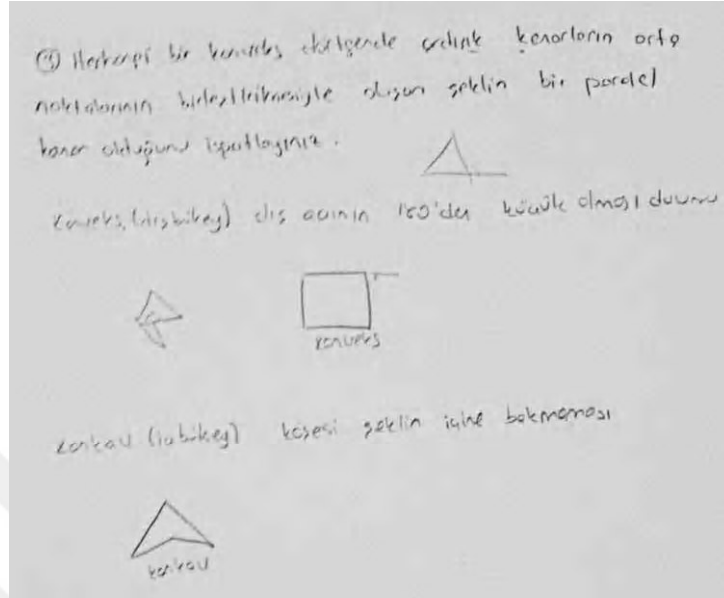 Herhangi bir konveks dörtgende ardışık kenarların orta
noktalarının birleştirilmesiyle oluşan şeklin bir paralel
kenar olduğunu ispatlayınız.
konveks (dışbükey) dış açının 180'den küçük olması durumu
konveks
konkav (içbükey) köşesi şeklin içine bakmaması
konkav